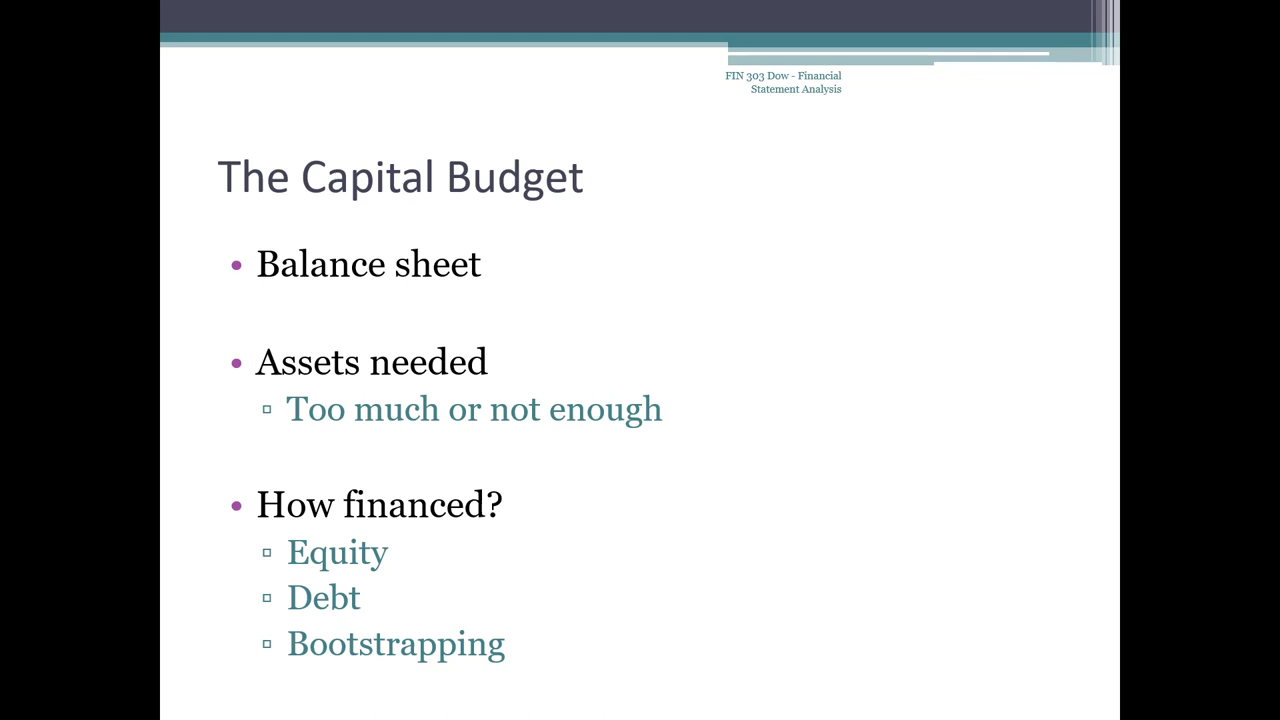 FIN 303 Dow - Financial
Statement Analysis
The Capital Budget
• Balance sheet
• Assets needed
▫ Too much or not enough
• How financed?
▫ Equity
▫ Debt
▫ Bootstrapping